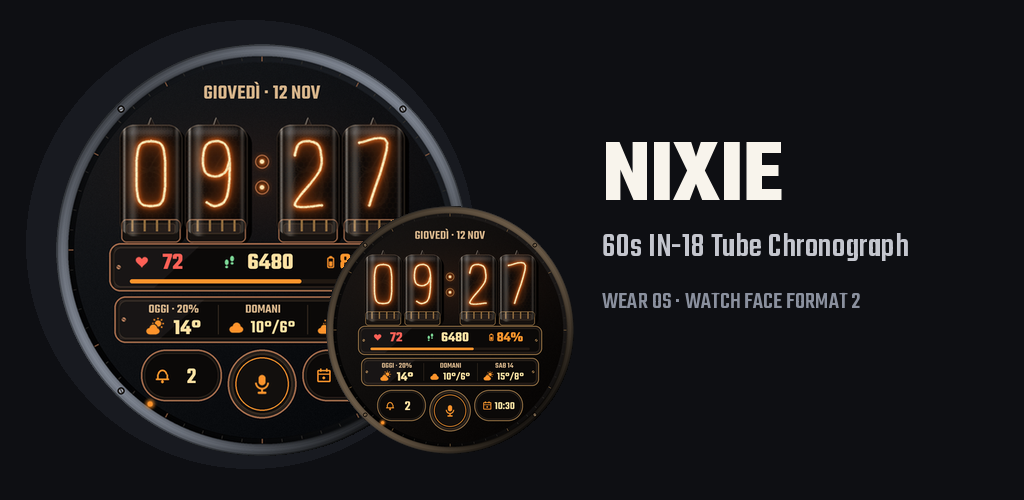 GIOVEDÌ · 12 NOV
09:27
72 6480 8
OGGI · 20% DOMANI
14° 10°/6°
2
GIOVEDÌ · 12 NOV
09:27
72 6480 84%
OGGI · 20% DOMANI SAB 14
14° 10°/6° 15°/8°
2 10:30
NIXIE
60s IN-18 Tube Chronograph
WEAR OS · WATCH FACE FORMAT 2